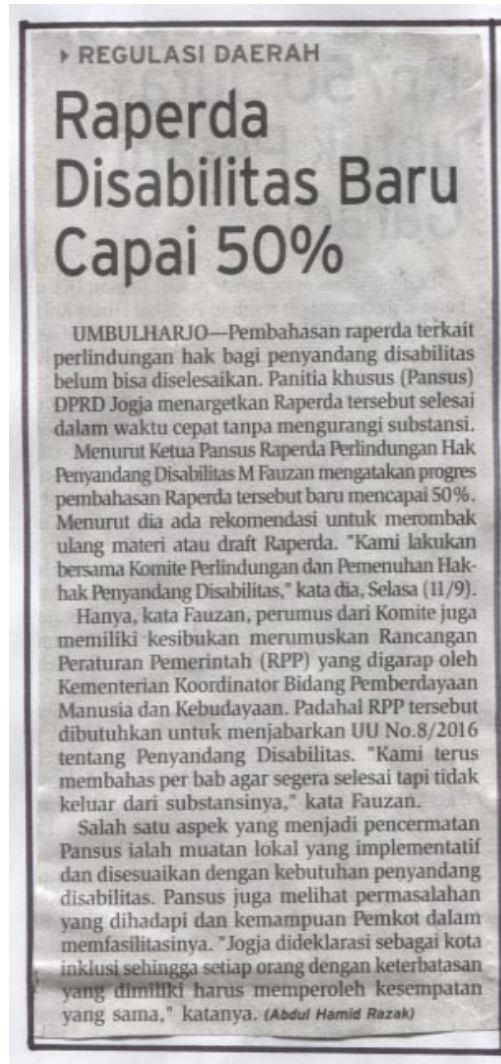 ▸ REGULASI DAERAH
Raperda
Disabilitas Baru
Capai 50%
UMBULHARJO—Pembahasan raperda terkait
perlindungan hak bagi penyandang disabilitas
belum bisa diselesaikan. Panitia khusus (Pansus)
DPRD Jogja menargetkan Raperda tersebut selesai
dalam waktu cepat tanpa mengurangi substansi.
Menurut Ketua Pansus Raperda Perlindungan Hak
Penyandang Disabilitas M Fauzan mengatakan progres
pembahasan Raperda tersebut baru mencapai 50%.
Menurut dia ada rekomendasi untuk merombak
ulang materi atau draft Raperda. "Kami lakukan
bersama Komite Perlindungan dan Pemenuhan Hak-
hak Penyandang Disabilitas," kata dia, Selasa (11/9).
Hanya, kata Fauzan, perumus dari Komite juga
memiliki kesibukan merumuskan Rancangan
Peraturan Pemerintah (RPP) yang digarap oleh
Kementerian Koordinator Bidang Pemberdayaan
Manusia dan Kebudayaan. Padahal RPP tersebut
dibutuhkan untuk menjabarkan UU No.8/2016
tentang Penyandang Disabilitas. "Kami terus
membahas per bab agar segera selesai tapi tidak
keluar dari substansinya," kata Fauzan.
Salah satu aspek yang menjadi pencermatan
Pansus ialah muatan lokal yang implementatif
dan disesuaikan dengan kebutuhan penyandang
disabilitas. Pansus juga melihat permasalahan
yang dihadapi dan kemampuan Pemkot dalam
memfasilitasinya. "Jogja dideklarasi sebagai kota
inklusi sehingga setiap orang dengan keterbatasan
yang dimiliki harus memperoleh kesempatan
yang sama," katanya. (Abdul Hamid Razak)